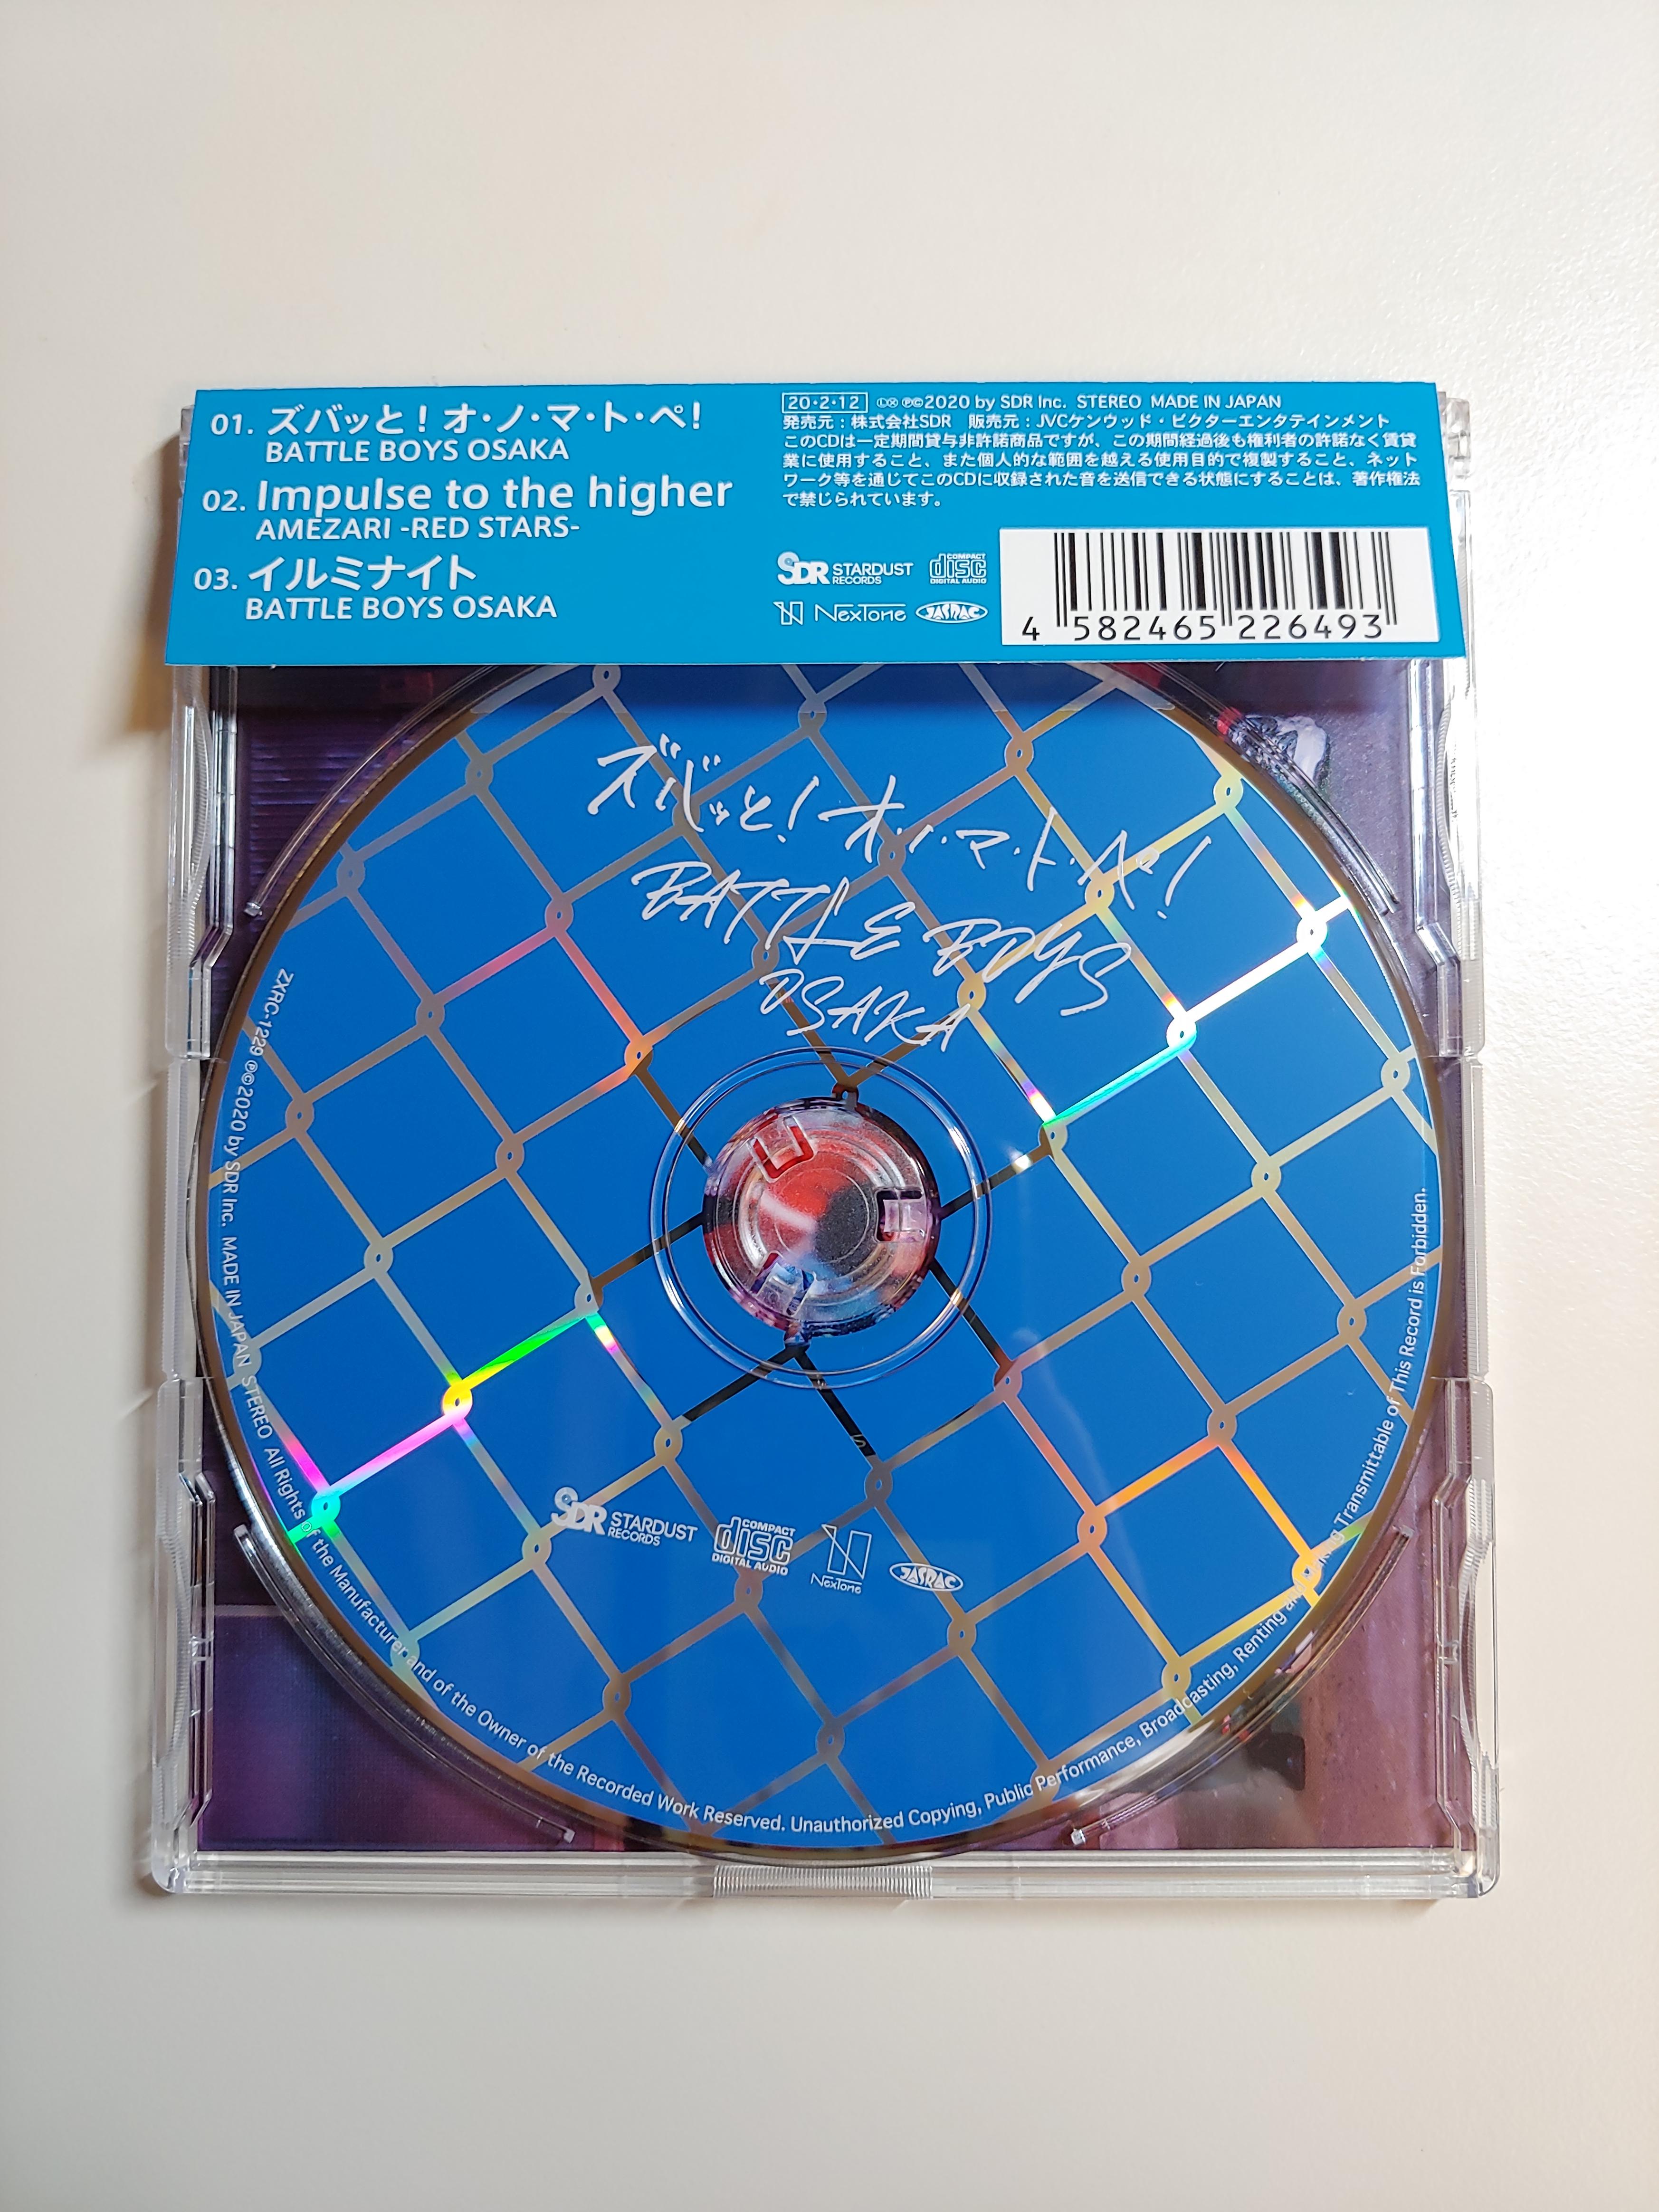 01. ズバッと！オ・ノ・マ・ト・ペ！
BATTLE BOYS OSAKA
02. Impulse to the higher
AMEZARI -RED STARS-
03. イルミナイト
BATTLE BOYS OSAKA
20・2・12 ⓁⓍ ℗©2020 by SDR Inc. STEREO MADE IN JAPAN
発売元：株式会社SDR 販売元：JVCケンウッド・ビクターエンタテインメント
このCDは一定期間貸与非許諾商品ですが、この期間経過後も権利者の許諾なく賃貸
業に使用すること、また個人的な範囲を越える使用目的で複製すること、ネット
ワーク等を通じてこのCDに収録された音を送信できる状態にすることは、著作権法
で禁じられています。
SDR STARDUST
RECORDS
COMPACT
disc
DIGITAL AUDIO
NexTone
JASRAC
4 582465 226493
ズバッと！オ・ノ・マ・ト・ペ！
BATTLE BOYS
OSAKA
SDR STARDUST
RECORDS
COMPACT
disc
DIGITAL AUDIO
NexTone
JASRAC
ZXRC-1229 ℗©2020 by SDR Inc. MADE IN JAPAN STEREO All Rights of the Manufacturer and of the Owner of the Recorded Work Reserved. Unauthorized Copying, Public Performance, Broadcasting, Renting and Making Transmittable of This Record is Forbidden.